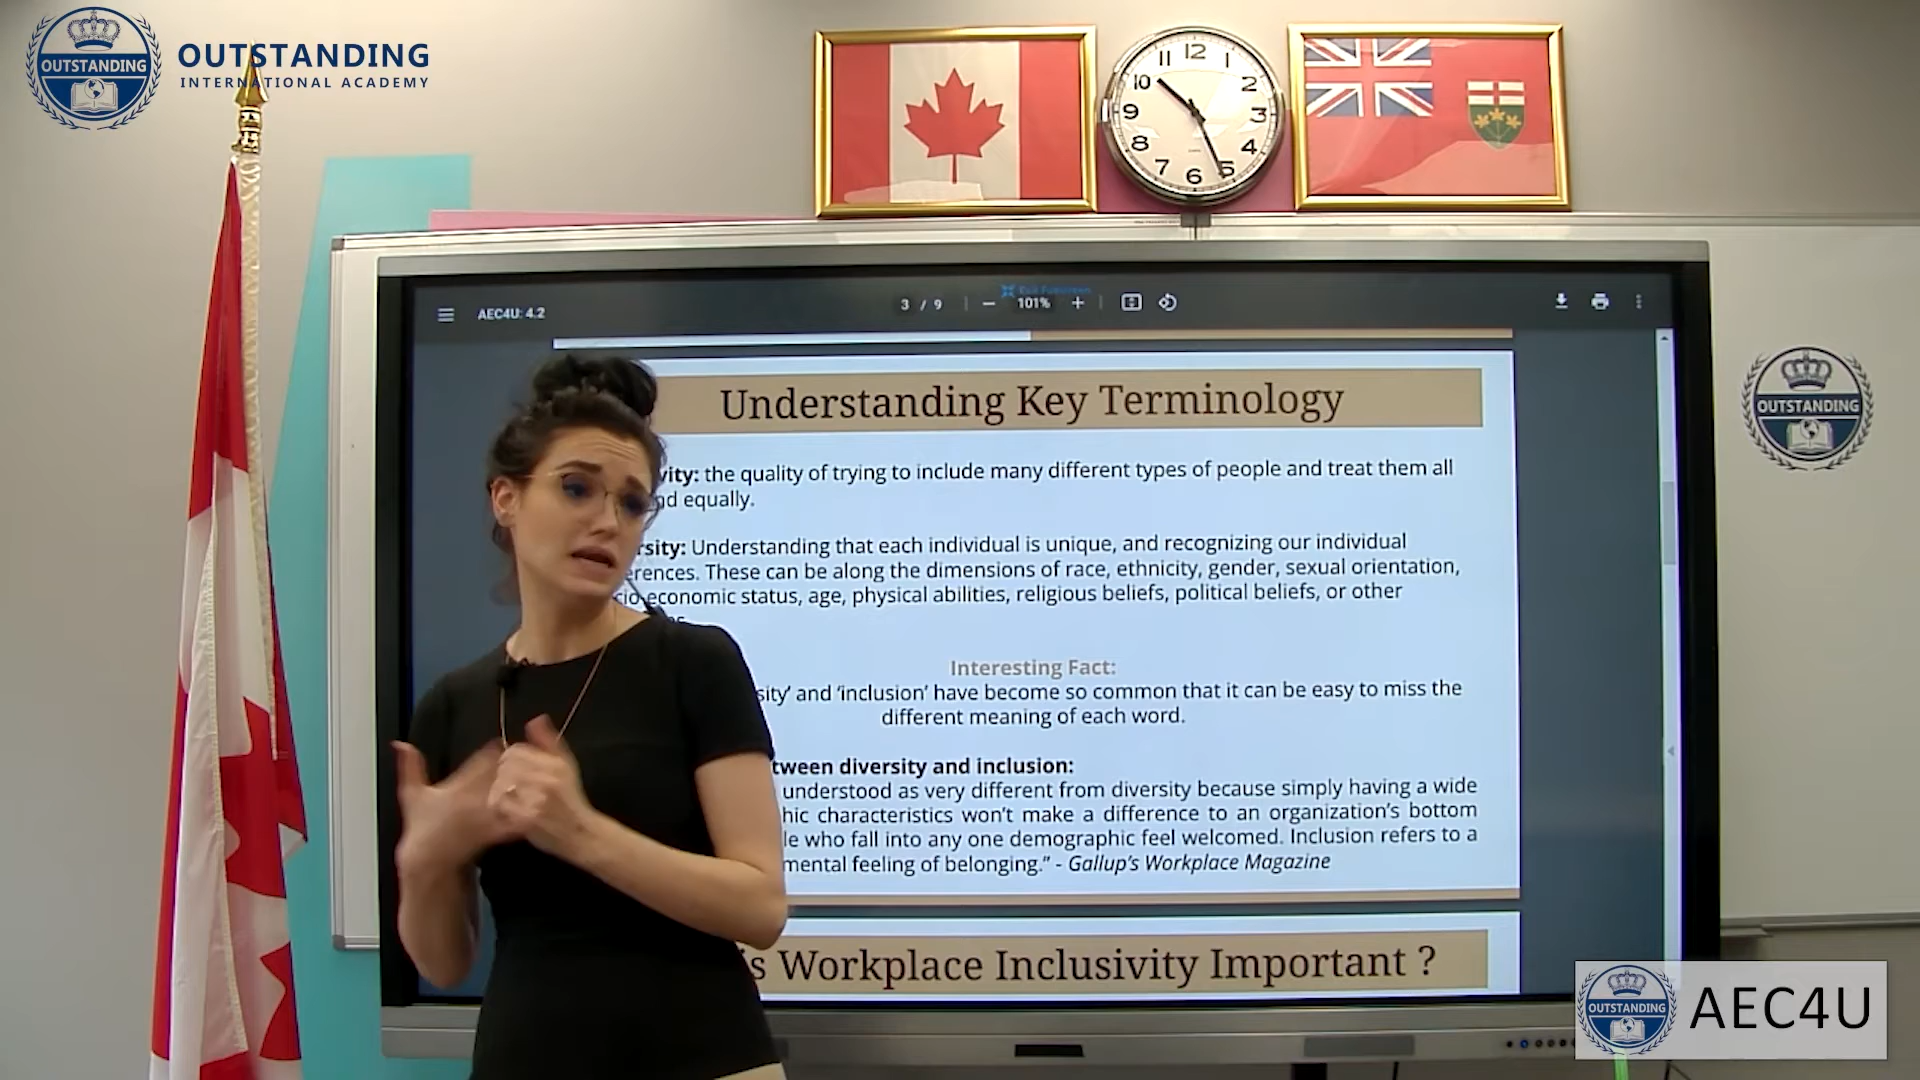 OUTSTANDING
OUTSTANDING
INTERNATIONAL ACADEMY
12
11 1
10 2
9 3
8 4
7 5
6
AEC4U: 4.2
3 / 9
101%
Understanding Key Terminology
vity: the quality of trying to include many different types of people and treat them all
nd equally.
rsity: Understanding that each individual is unique, and recognizing our individual
erences. These can be along the dimensions of race, ethnicity, gender, sexual orientation,
cio-economic status, age, physical abilities, religious beliefs, political beliefs, or other
Interesting Fact:
sity’ and ‘inclusion’ have become so common that it can be easy to miss the
different meaning of each word.
tween diversity and inclusion:
understood as very different from diversity because simply having a wide
hic characteristics won’t make a difference to an organization’s bottom
le who fall into any one demographic feel welcomed. Inclusion refers to a
mental feeling of belonging.” - Gallup’s Workplace Magazine
is Workplace Inclusivity Important ?
OUTSTANDING
OUTSTANDING
AEC4U